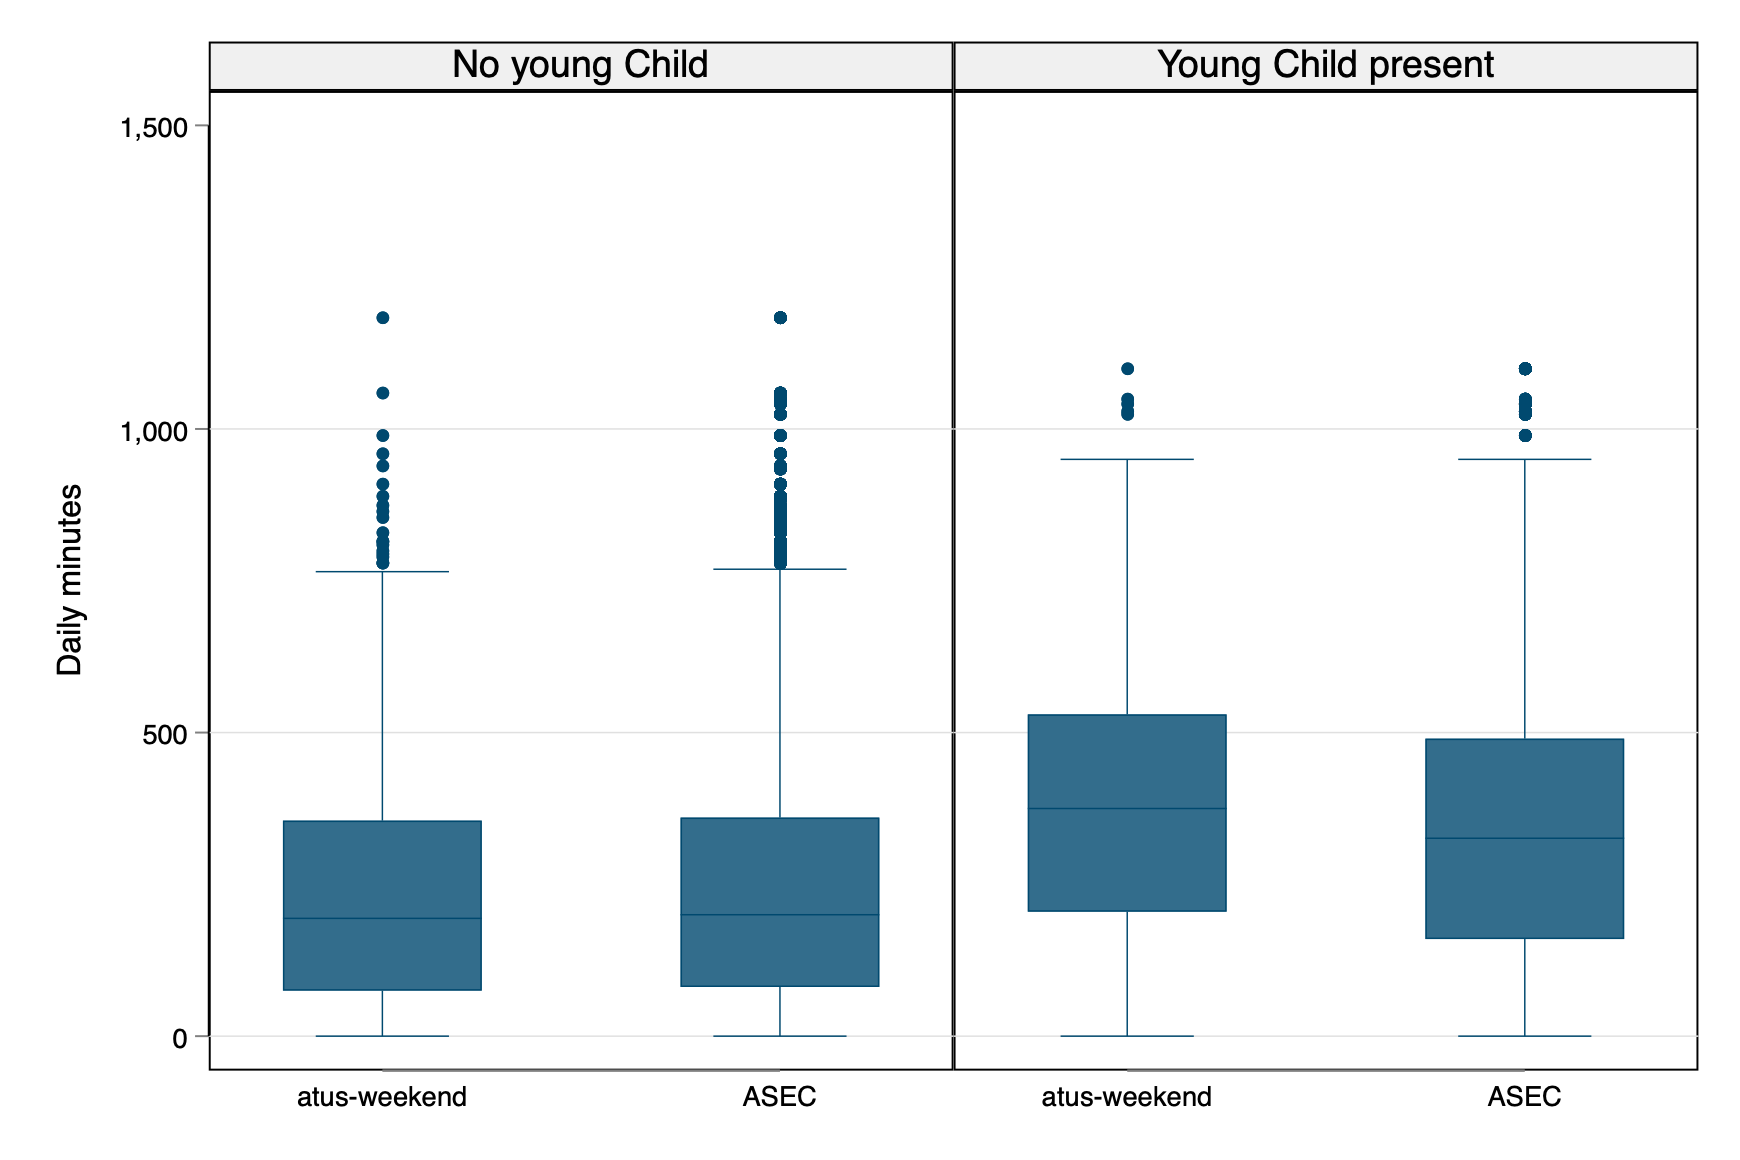 No young Child
Young Child present
1,500
1,000
500
0
Daily minutes
atus-weekend
ASEC
atus-weekend
ASEC